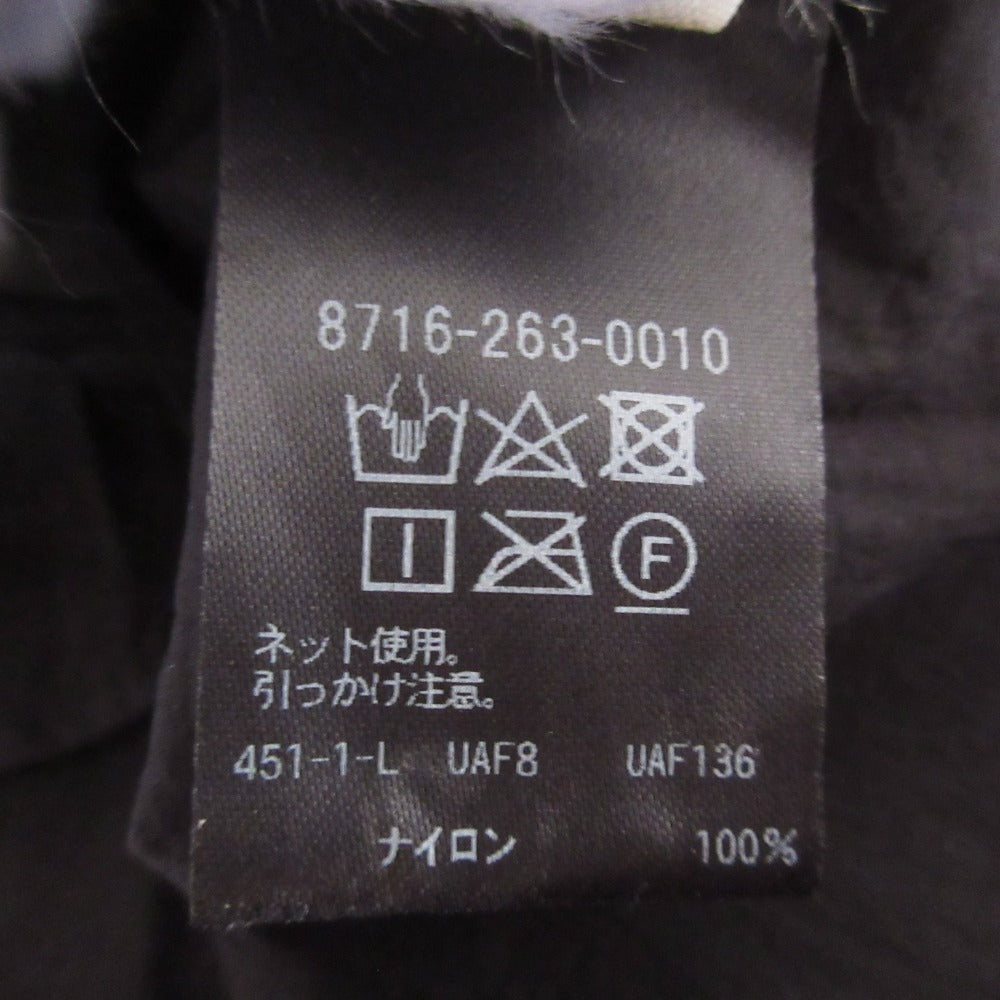 8716-263-0010
F
ネット使用。
引っかけ注意。
451-1-L UAF8 UAF136
ナイロン 100%